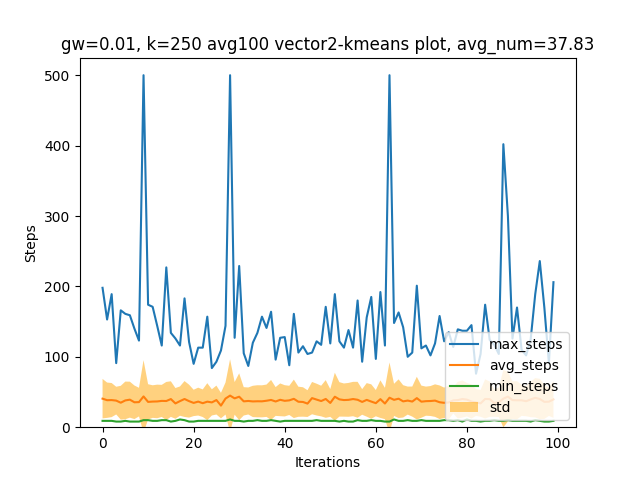 gw=0.01, k=250 avg100 vector2-kmeans plot, avg_num=37.83
500
400
300
200
100
0
Steps
max_steps
avg_steps
min_steps
std
0
20
40
60
80
100
Iterations